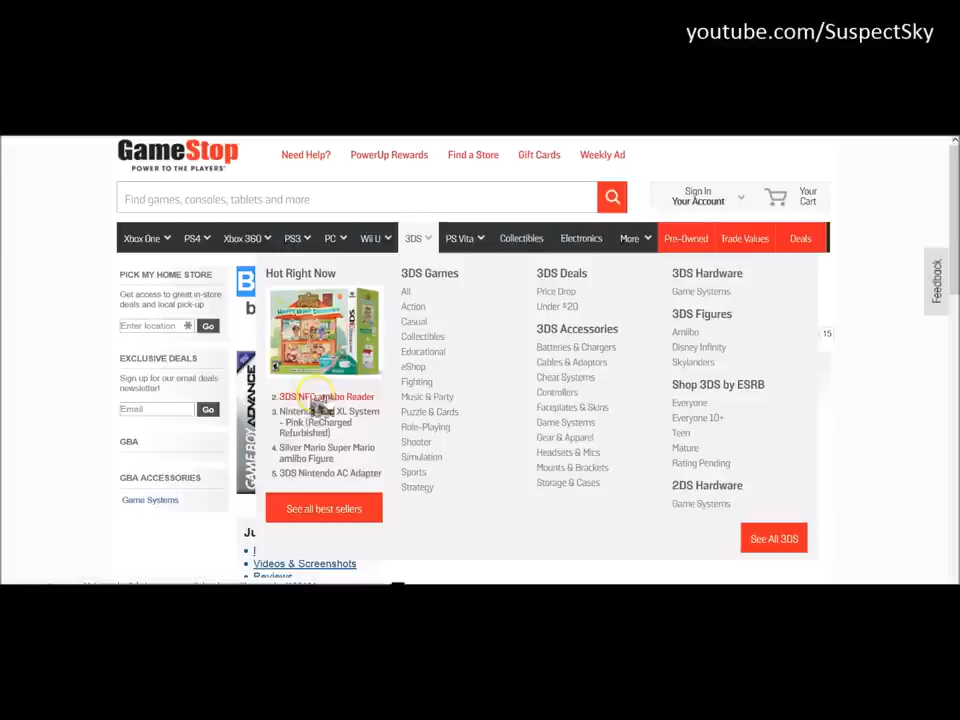 youtube.com/SuspectSky
GameStop
POWER TO THE PLAYERS
Need Help?
PowerUp Rewards
Find a Store
Gift Cards
Weekly Ad
Find games, consoles, tablets and more
Sign In
Your Account
Your
Cart
Xbox One
PS4
Xbox 360
PS3
PC
Wii U
3DS
PS Vita
Collectibles
Electronics
More
Pre-Owned
Trade Values
Deals
Feedback
PICK MY HOME STORE
Get access to great in-store
deals and local pick-up
Enter location
Go
EXCLUSIVE DEALS
Sign up for our email deals
newsletter!
Email
Go
GBA
GBA ACCESSORIES
Game Systems
B
b
GAME BOY ADVANCE
Ju
Videos & Screenshots
Reviews
15
Hot Right Now
2. 3DS NFC amiibo Reader
3. Nintendo XL System
- Pink (ReCharged
Refurbished)
4. Silver Mario Super Mario
amiibo Figure
5. 3DS Nintendo AC Adapter
See all best sellers
3DS Games
All
Action
Casual
Collectibles
Educational
eShop
Fighting
Music & Party
Puzzle & Cards
Role-Playing
Shooter
Simulation
Sports
Strategy
3DS Deals
Price Drop
Under $20
3DS Accessories
Batteries & Chargers
Cables & Adaptors
Cheat Systems
Controllers
Faceplates & Skins
Game Systems
Gear & Apparel
Headsets & Mics
Mounts & Brackets
Storage & Cases
3DS Hardware
Game Systems
3DS Figures
Amiibo
Disney Infinity
Skylanders
Shop 3DS by ESRB
Everyone
Everyone 10+
Teen
Mature
Rating Pending
2DS Hardware
Game Systems
See All 3DS